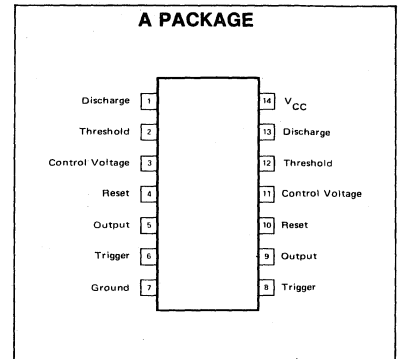 A PACKAGE
Discharge 1 14 VCC
Threshold 2 13 Discharge
Control Voltage 3 12 Threshold
Reset 4 11 Control Voltage
Output 5 10 Reset
Trigger 6 9 Output
Ground 7 8 Trigger